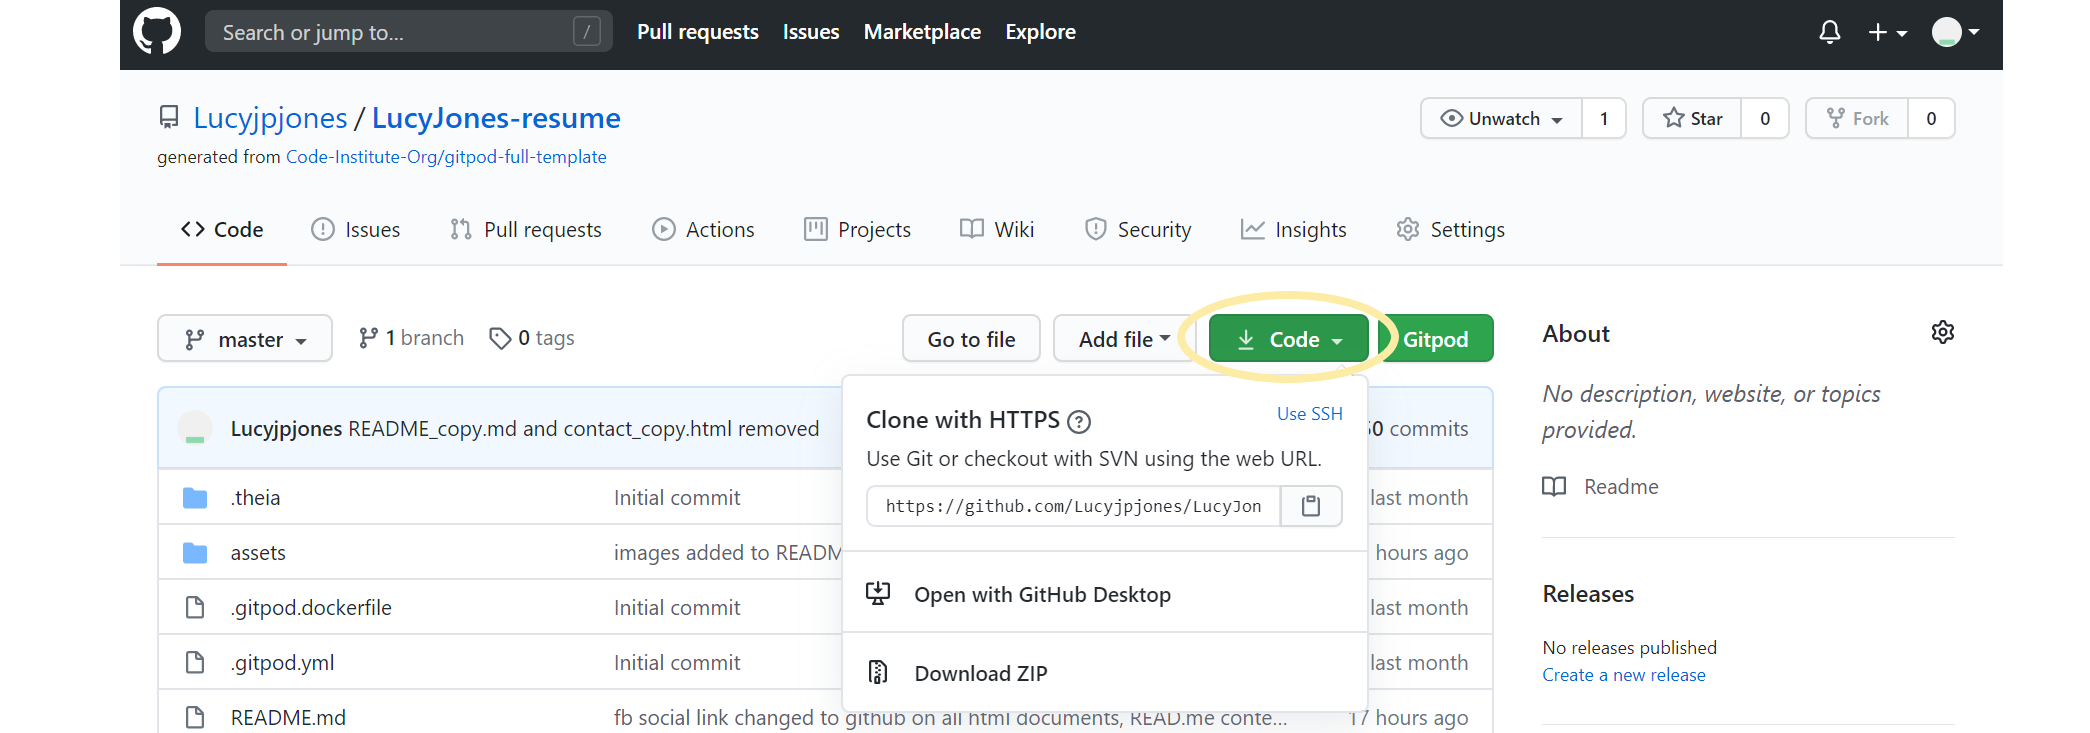 Search or jump to... /
Pull requests Issues Marketplace Explore
Lucyjpjones / LucyJones-resume
Unwatch 1 Star 0 Fork 0
generated from Code-Institute-Org/gitpod-full-template
Code Issues Pull requests Actions Projects Wiki Security Insights Settings
master 1 branch 0 tags Go to file Add file Code Gitpod
About
No description, website, or topics
provided.
Readme
Releases
No releases published
Create a new release
Lucyjpjones README_copy.md and contact_copy.html removed
commits
Clone with HTTPS ?
Use SSH
Use Git or checkout with SVN using the web URL.
https://github.com/Lucyjpjones/LucyJon
Open with GitHub Desktop
Download ZIP
.theia Initial commit last month
assets images added to READM hours ago
.gitpod.dockerfile Initial commit last month
.gitpod.yml Initial commit last month
README.md fb social link changed to github on all html documents, READ.me conte... 17 hours ago